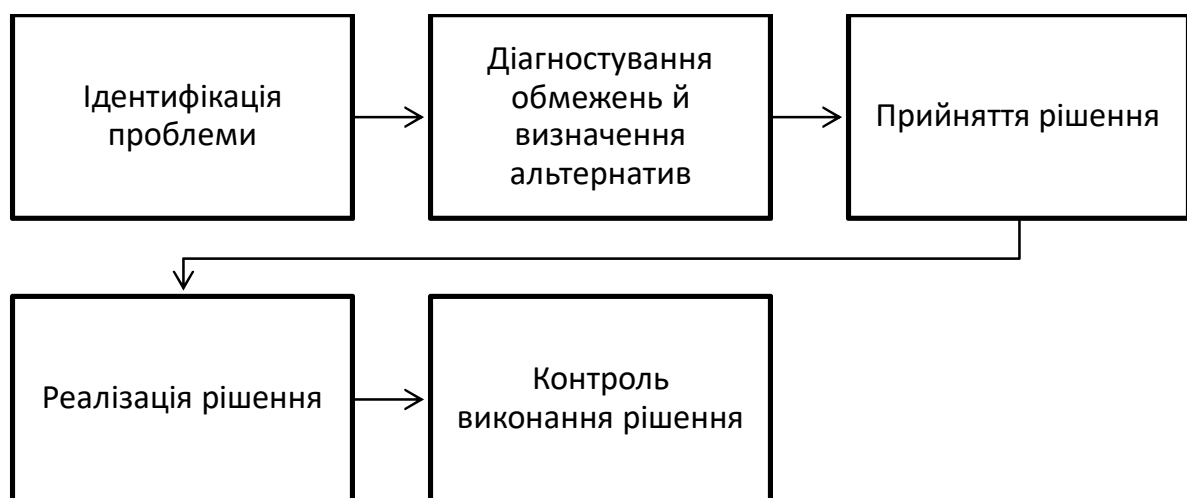 Ідентифікація
проблеми
Діагностування
обмежень й
визначення
альтернатив
Прийняття рішення
Реалізація рішення
Контроль
виконання рішення